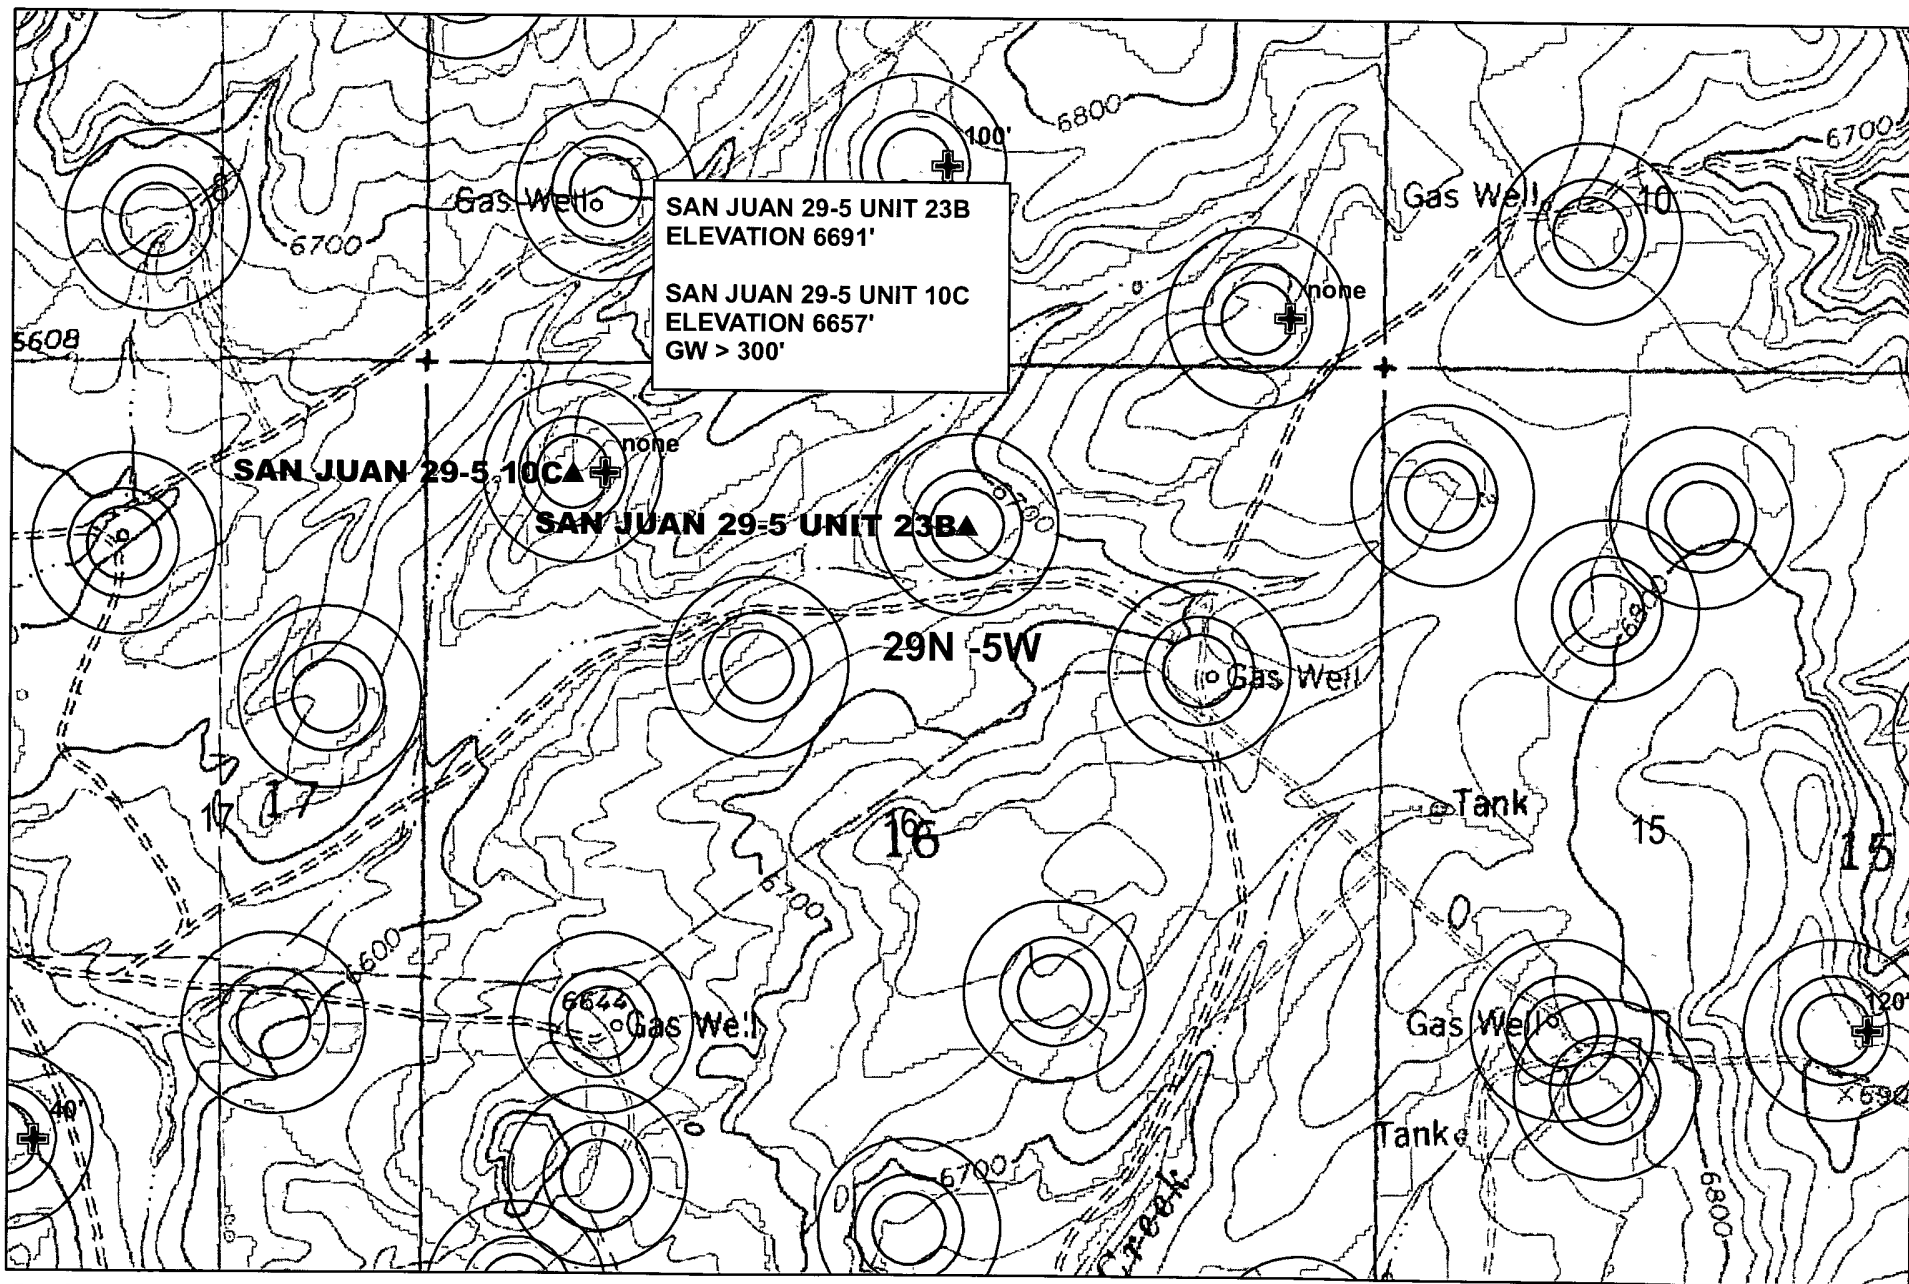 6800
100'
6700
Gas Well
SAN JUAN 29-5 UNIT 23B
ELEVATION 6691'
SAN JUAN 29-5 UNIT 10C
ELEVATION 6657'
GW > 300'
Gas Well
10
6700
none
6608
none
SAN JUAN 29-5 10C
SAN JUAN 29-5 UNIT 23B
6700
6800
29N -5W
Gas Well
17
17
Tank
16
16
15
15
6700
6600
6644
Gas Well
Gas Well
120'
40'
Tank
690
6700
6800
Creek